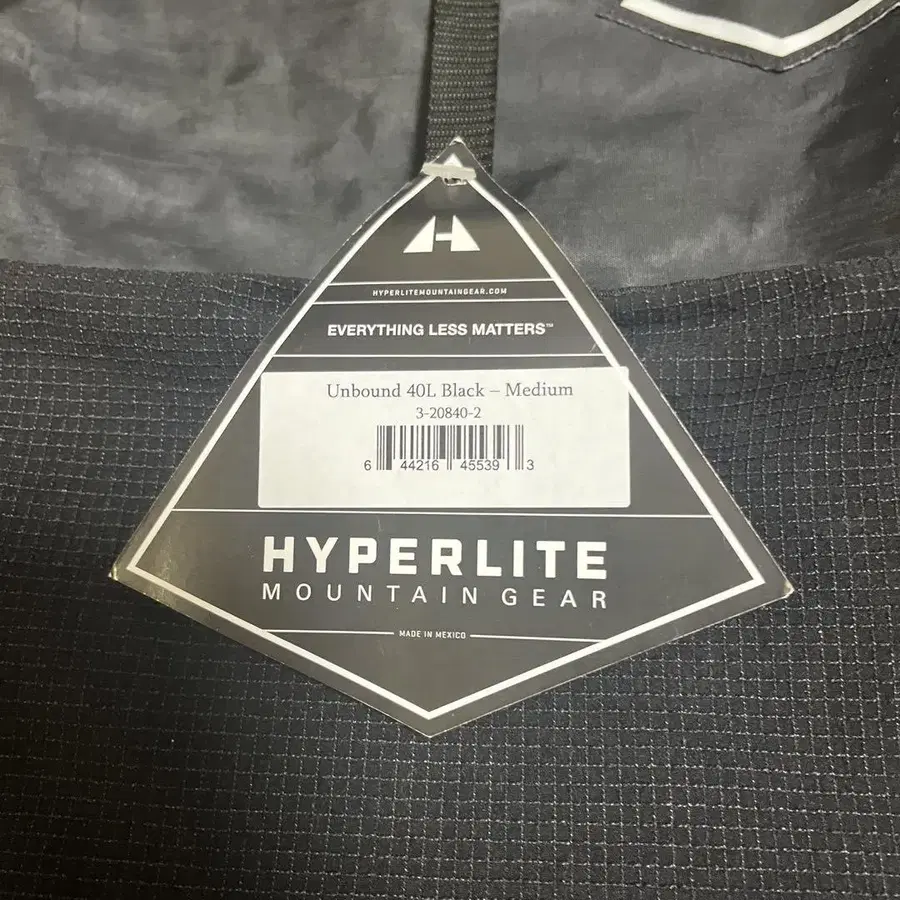 HYPERLITEMOUNTAINGEAR.COM
EVERYTHING LESS MATTERS™
Unbound 40L Black – Medium
3-20840-2
6 44216 45539 3
HYPERLITE
MOUNTAIN GEAR
MADE IN MEXICO